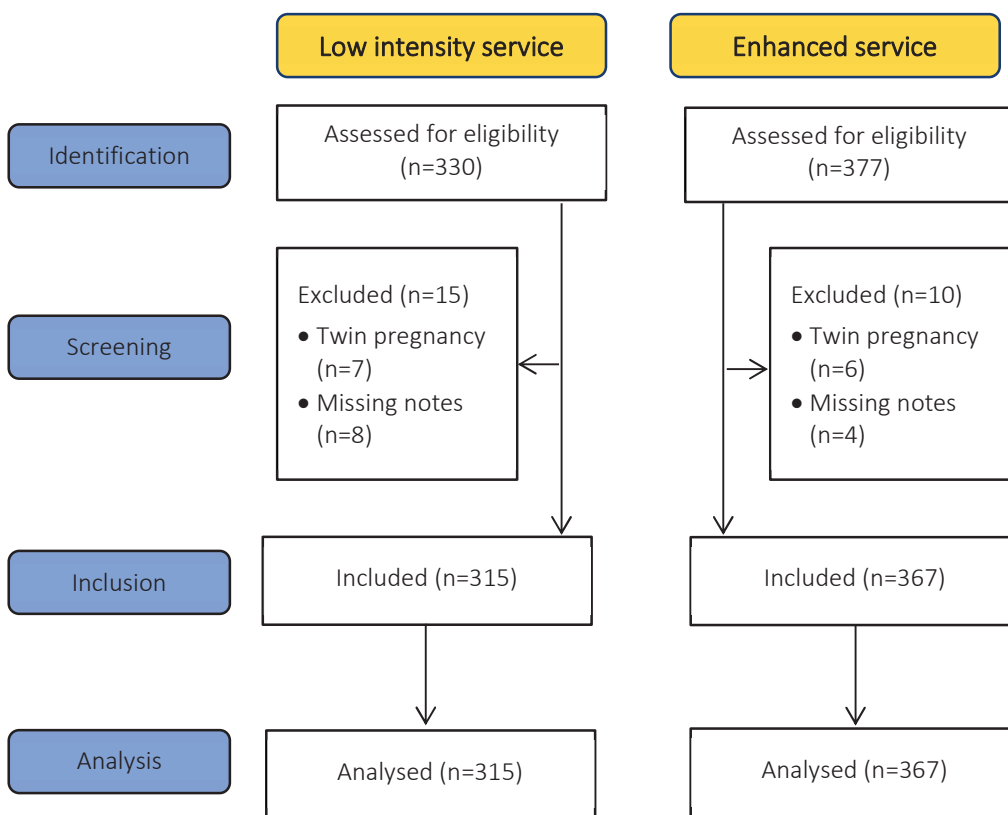 Low intensity service
Enhanced service
Identification
Assessed for eligibility
(n=330)
Assessed for eligibility
(n=377)
Screening
Excluded (n=15)
• Twin pregnancy
(n=7)
• Missing notes
(n=8)
Excluded (n=10)
• Twin pregnancy
(n=6)
• Missing notes
(n=4)
Inclusion
Included (n=315)
Included (n=367)
Analysis
Analysed (n=315)
Analysed (n=367)